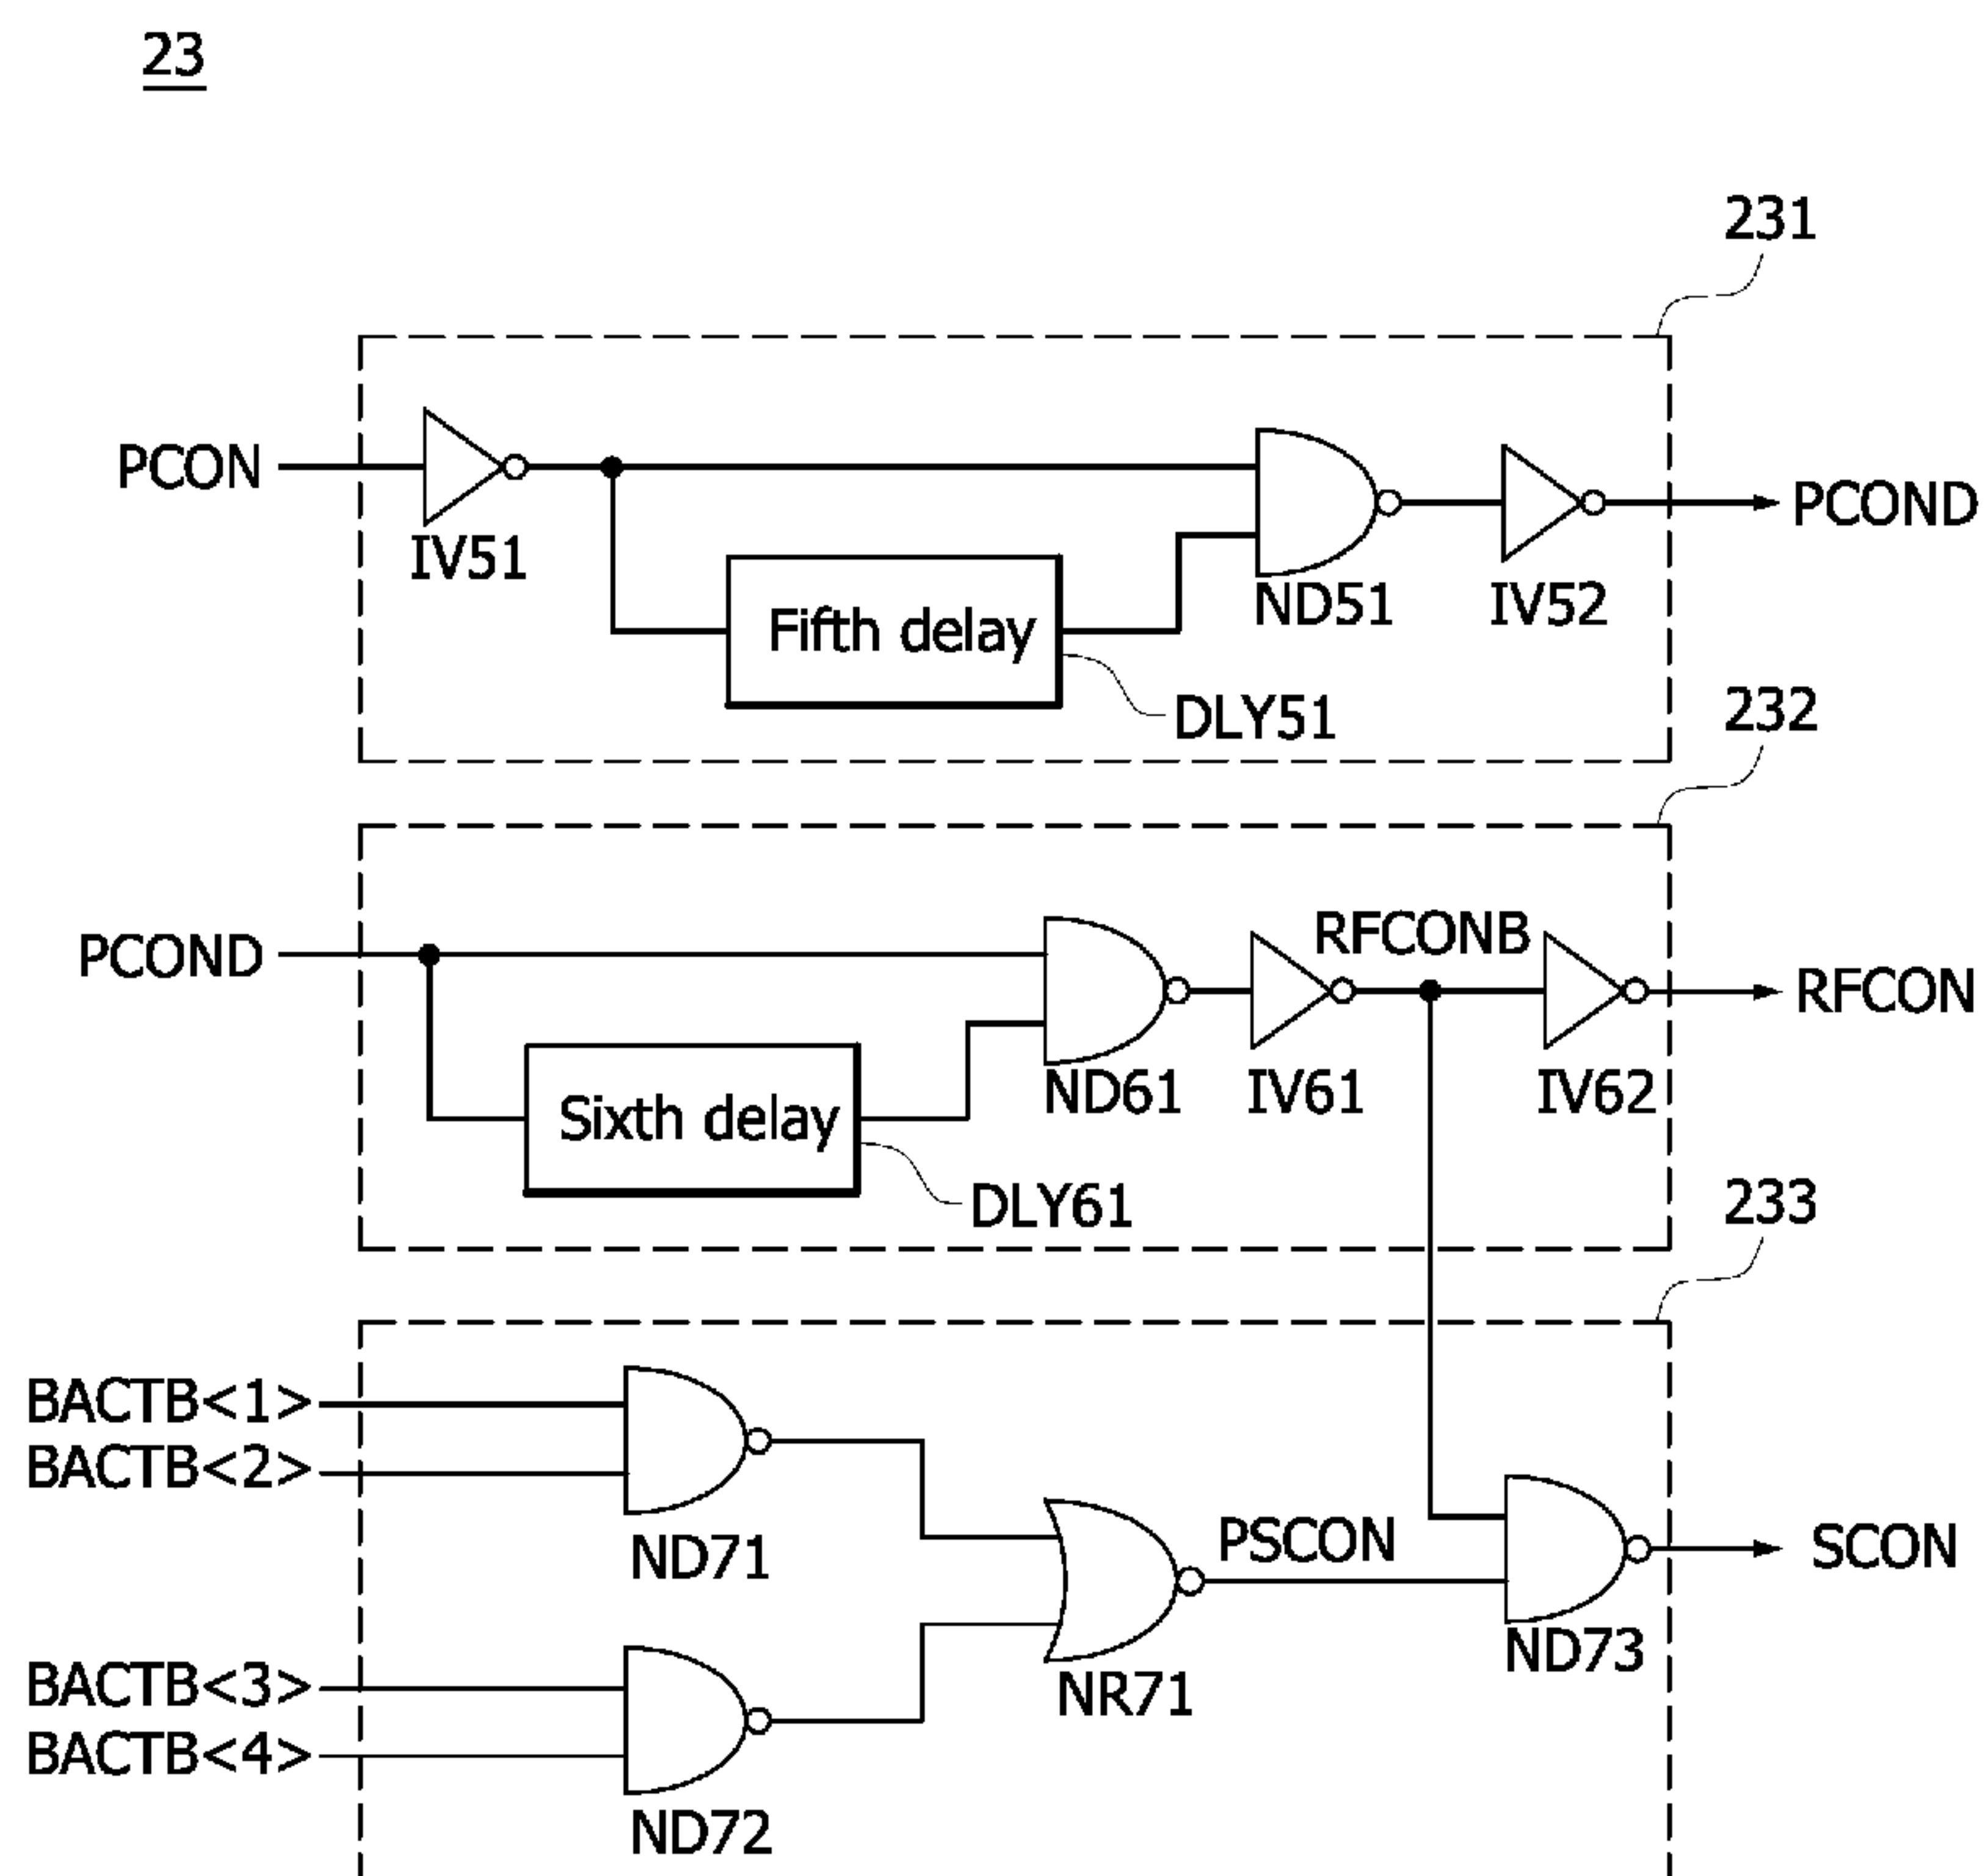 23
231
PCON
IV51
Fifth delay
DLY51
ND51
IV52
PCOND
232
PCOND
Sixth delay
DLY61
ND61
IV61
RFCONB
IV62
RFCON
233
BACTB<1>
BACTB<2>
ND71
BACTB<3>
BACTB<4>
ND72
NR71
PSCON
ND73
SCON